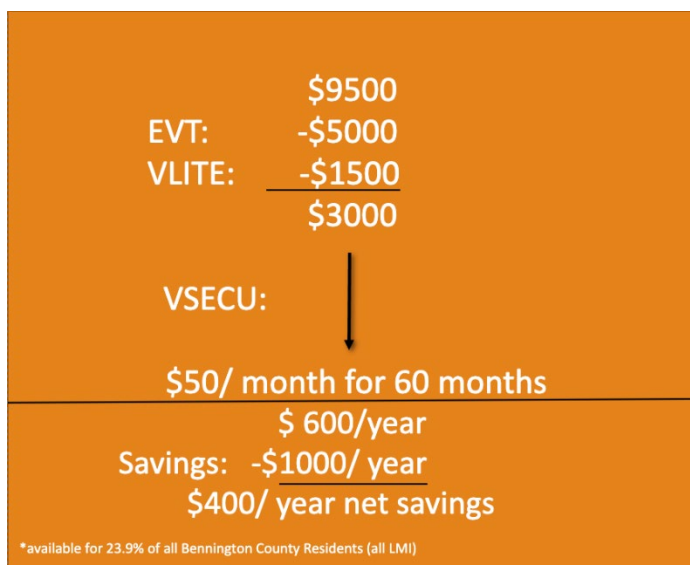 $9500
EVT: -$5000
VLITE: -$1500
$3000
VSECU:
$50/ month for 60 months
$ 600/year
Savings: -$1000/ year
$400/ year net savings
*available for 23.9% of all Bennington County Residents (all LMI)